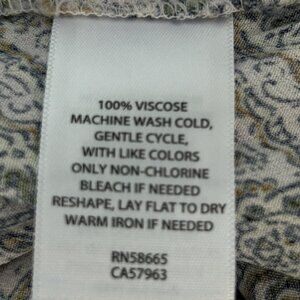 100% VISCOSE
MACHINE WASH COLD,
GENTLE CYCLE,
WITH LIKE COLORS
ONLY NON-CHLORINE
BLEACH IF NEEDED
RESHAPE, LAY FLAT TO DRY
WARM IRON IF NEEDED
RN58665
CA57963